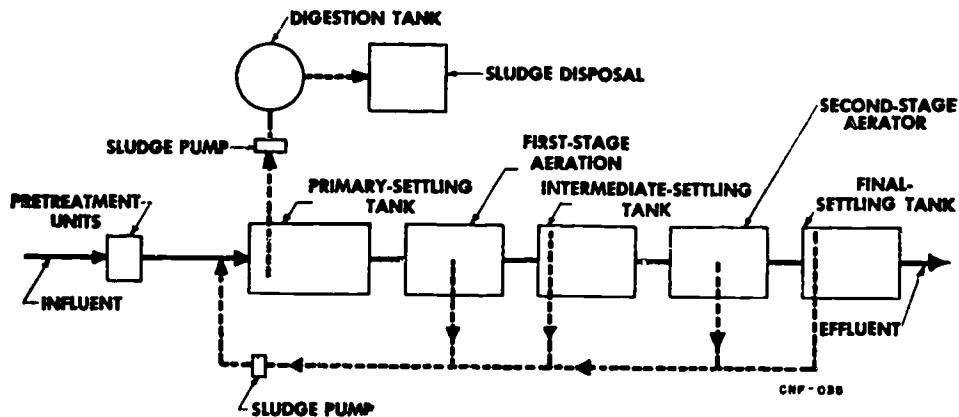 DIGESTION TANK
SLUDGE DISPOSAL
SECOND-STAGE
AERATOR
SLUDGE PUMP
FIRST-STAGE
AERATION
PRIMARY-SETTLING
TANK
INTERMEDIATE-SETTLING
TANK
FINAL-
SETTLING TANK
PRETREATMENT-
UNITS
INFLUENT
EFFLUENT
SLUDGE PUMP
CNF-035